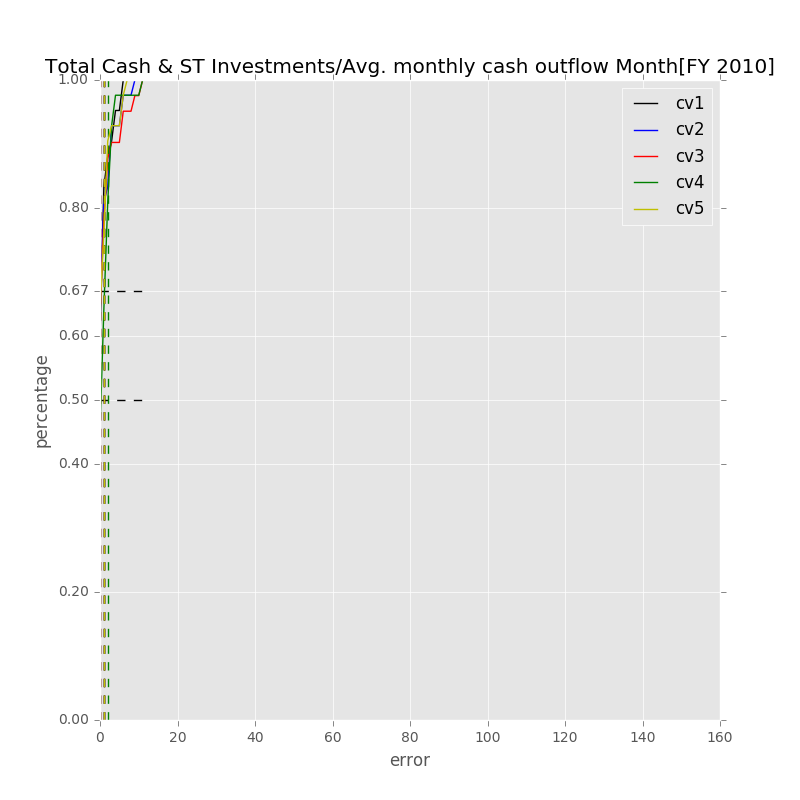 Total Cash & ST Investments/Avg. monthly cash outflow Month[FY 2010]
1.00
0.80
0.67
0.60
0.50
0.40
0.20
0.00
percentage
cv1
cv2
cv3
cv4
cv5
0 20 40 60 80 100 120 140 160
error